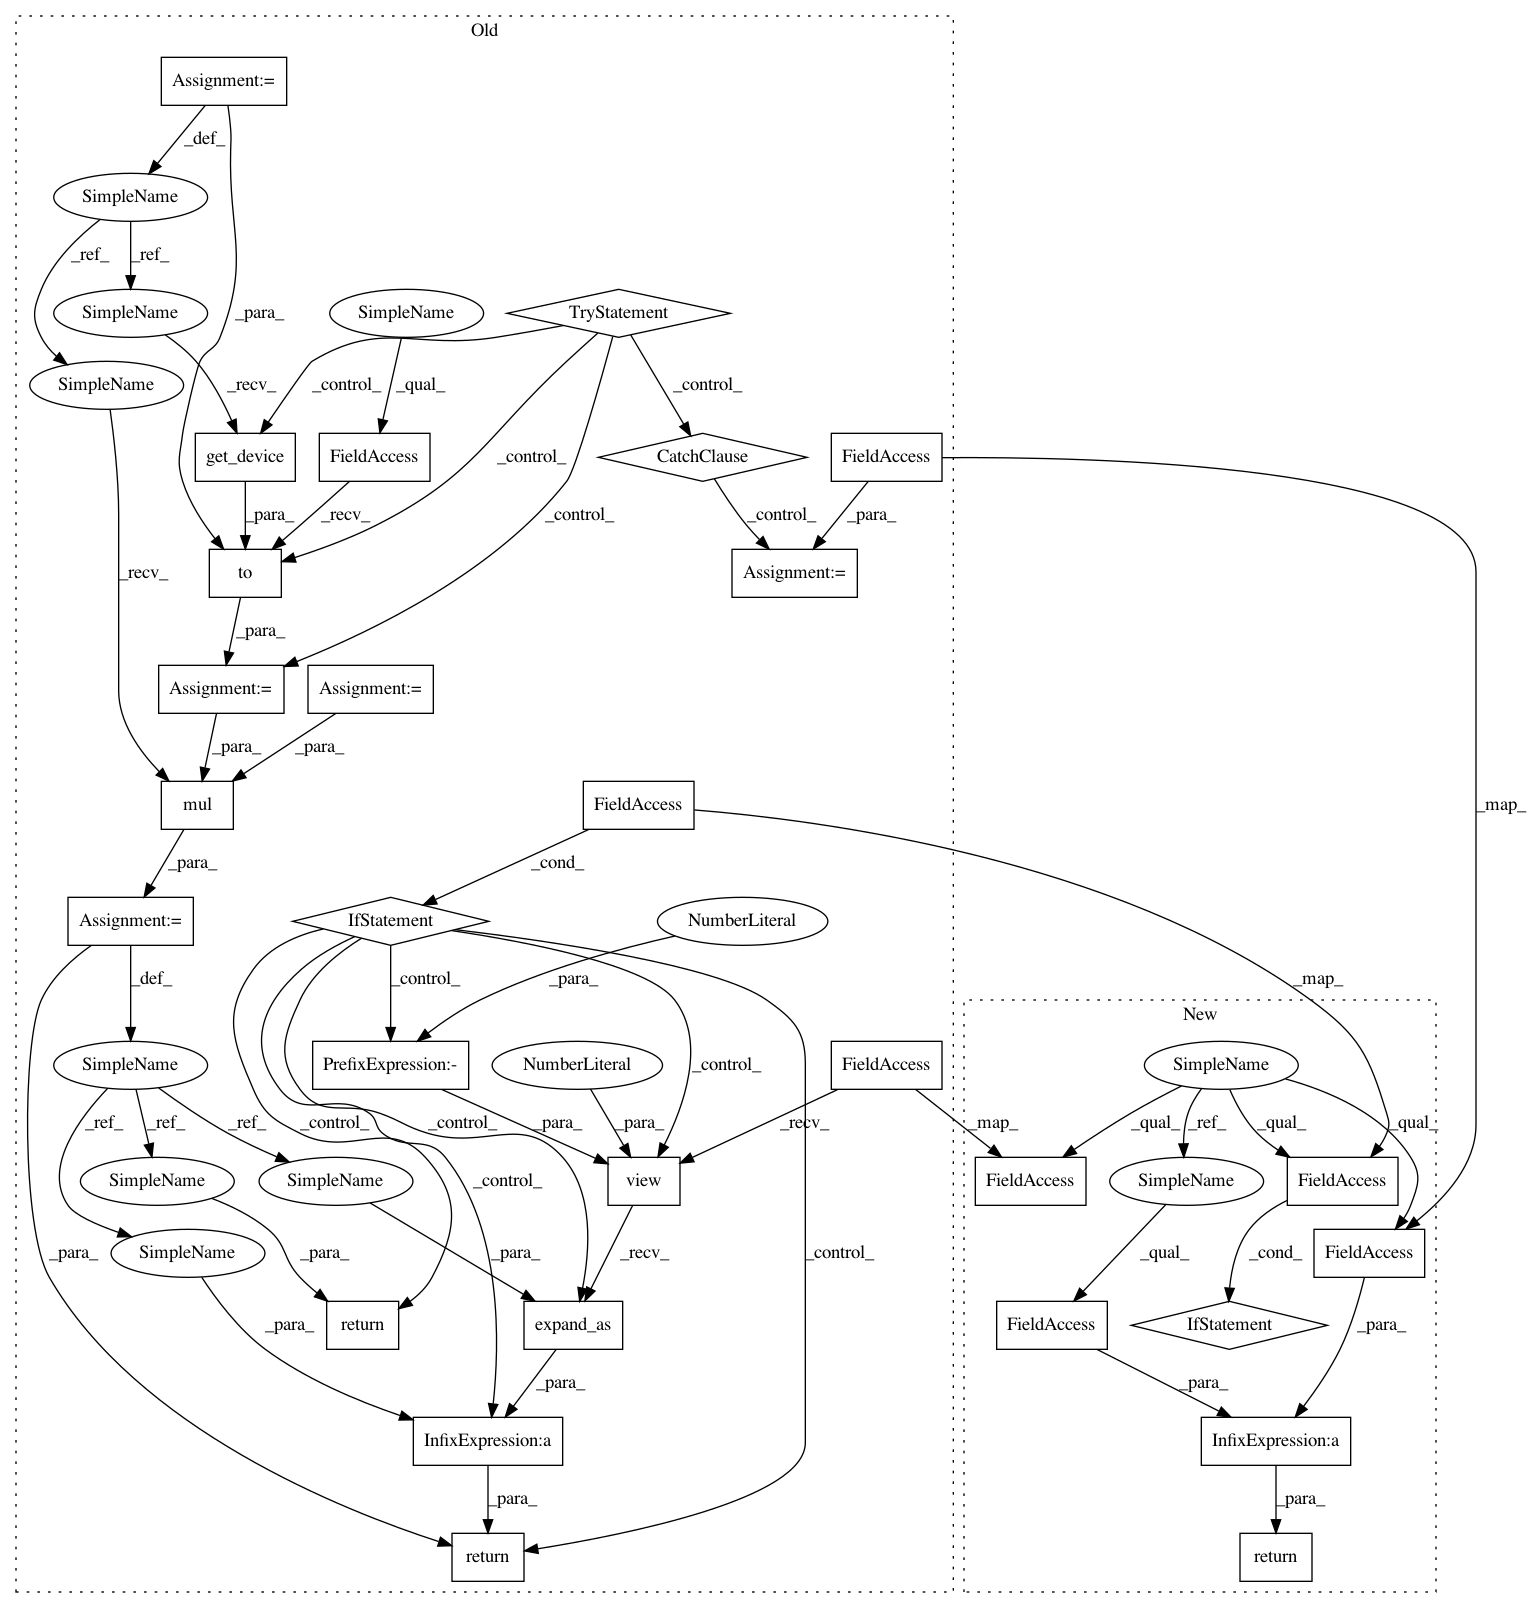 Old
Assignment:=
_def_
SimpleName
_ref_
_ref_
_para_
SimpleName
SimpleName
TryStatement
SimpleName
_recv_
_control_
_qual_
_control_
get_device
FieldAccess
_control_
CatchClause
FieldAccess
_para_
_recv_
_control_
_control_
_para_
_recv_
to
Assignment:=
_para_
Assignment:=
Assignment:=
_para_
_para_
mul
FieldAccess
_map_
_para_
_cond_
Assignment:=
IfStatement
NumberLiteral
_def_
_control_
_para_
_map_
New
SimpleName
PrefixExpression:-
NumberLiteral
_control_
FieldAccess
SimpleName
_ref_
_ref_
_ref_
_control_
_control_
_para_
_para_
_recv_
_map_
_qual_
_ref_
_qual_
_qual_
SimpleName
SimpleName
_control_
view
FieldAccess
SimpleName
FieldAccess
_para_
SimpleName
_para_
_para_
_recv_
_control_
_qual_
_cond_
FieldAccess
return
expand_as
FieldAccess
IfStatement
_para_
_para_
_para_
_para_
InfixExpression:a
InfixExpression:a
_para_
_para_
return
return